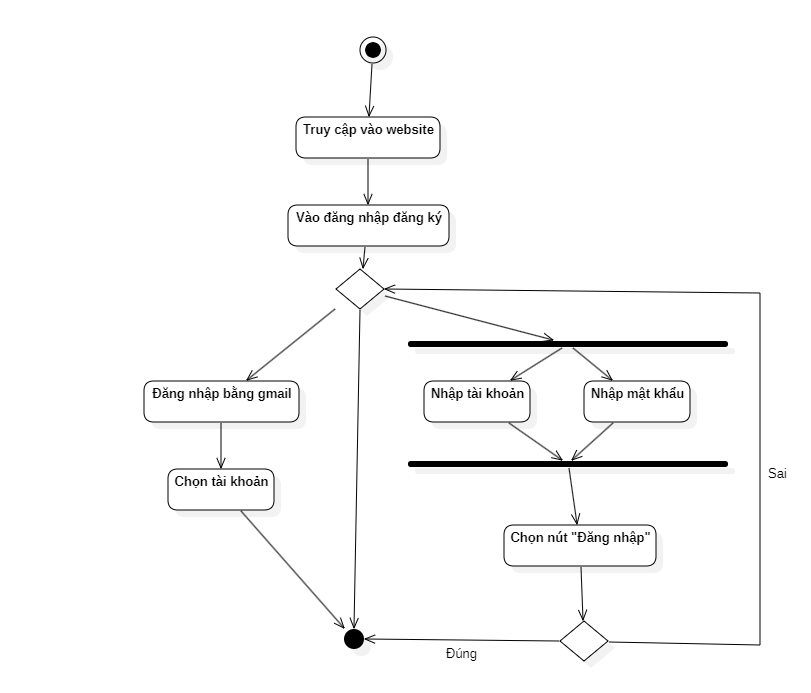 Truy cập vào website
Vào đăng nhập đăng ký
Đăng nhập bằng gmail
Nhập tài khoản
Nhập mật khẩu
Chọn tài khoản
Sai
Chọn nút "Đăng nhập"
Đúng